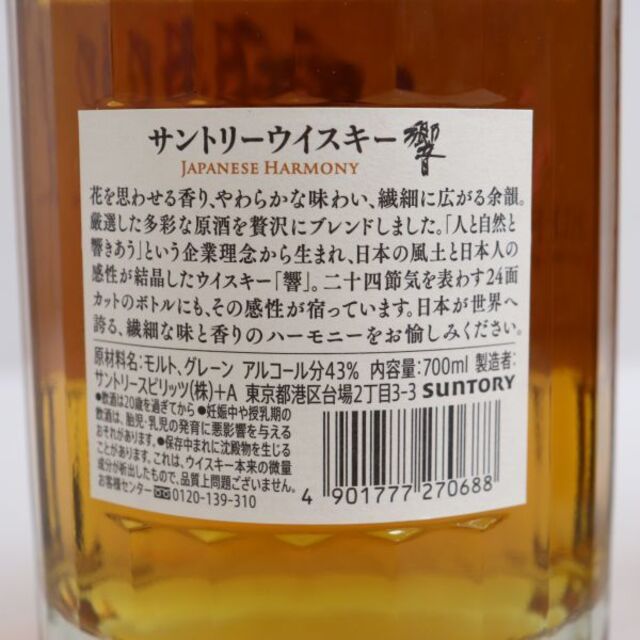 サントリーウイスキー響
JAPANESE HARMONY
花を思わせる香り、やわらかな味わい、繊細に広がる余韻。
厳選した多彩な原酒を贅沢にブレンドしました。「人と自然と
響きあう」という企業理念から生まれ、日本の風土と日本人の
感性が結晶したウイスキー「響」。二十四節気を表わす24面
カットのボトルにも、その感性が宿っています。日本が世界へ
誇る、繊細な味と香りのハーモニーをお愉しみください。
原材料名:モルト、グレーン アルコール分43% 内容量:700ml 製造者:
サントリースピリッツ(株)+A 東京都港区台場2丁目3-3 SUNTORY
●飲酒は20歳を過ぎてから ●妊娠中や授乳期の
飲酒は、胎児・乳児の発育に悪影響を与える
おそれがあります。●保存中まれに沈殿物を生じる
ことがあります。これは、ウイスキー本来の微量
成分が析出したもので、品質上問題ございません。
お客様センター 0120-139-310
4 901777 270688